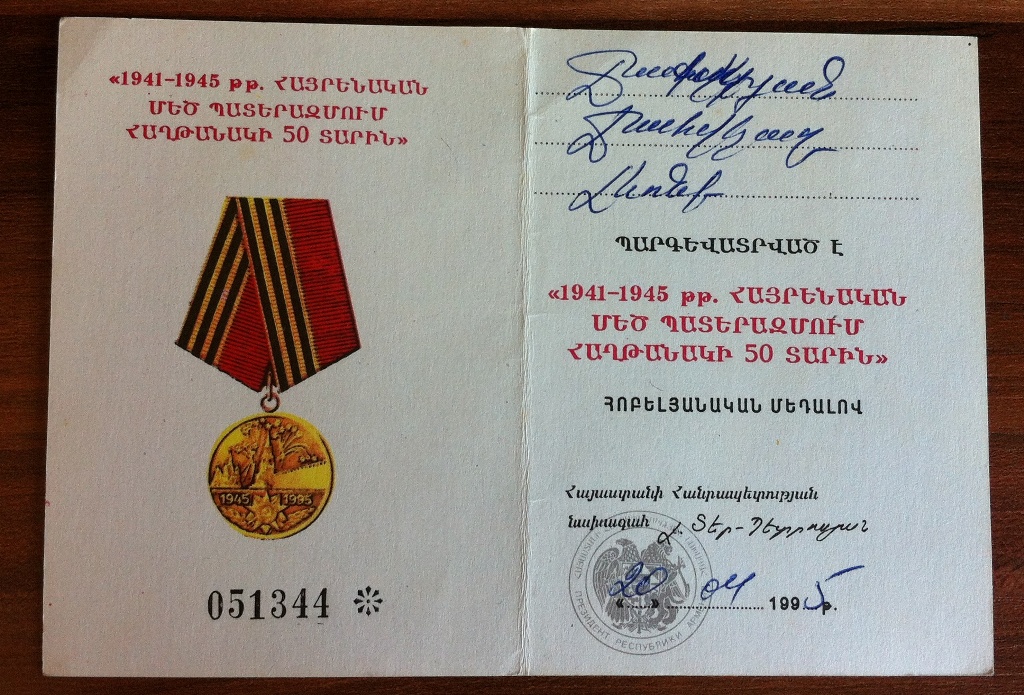 «1941-1945 թթ. ՀԱՅՐԵՆԱԿԱՆ
ՄԵԾ ՊԱՏԵՐԱԶՄՈՒՄ
ՀԱՂԹԱՆԱԿԻ 50 ՏԱՐԻՆ»
1945 1995
051344
ՊԱՐԳԵՎԱՏՐՎԱԾ Է
«1941-1945 թթ. ՀԱՅՐԵՆԱԿԱՆ
ՄԵԾ ՊԱՏԵՐԱԶՄՈՒՄ
ՀԱՂԹԱՆԱԿԻ 50 ՏԱՐԻՆ»
ՀՈԲԵԼՅԱՆԱԿԱՆ ՄԵԴԱԼՈՎ
Հայաստանի Հանրապետության
նախագահ Լ. Տեր-Պետրոսյան
«20» 04 1995 թ.
ПРЕЗИДЕНТ РЕСПУБЛИКИ